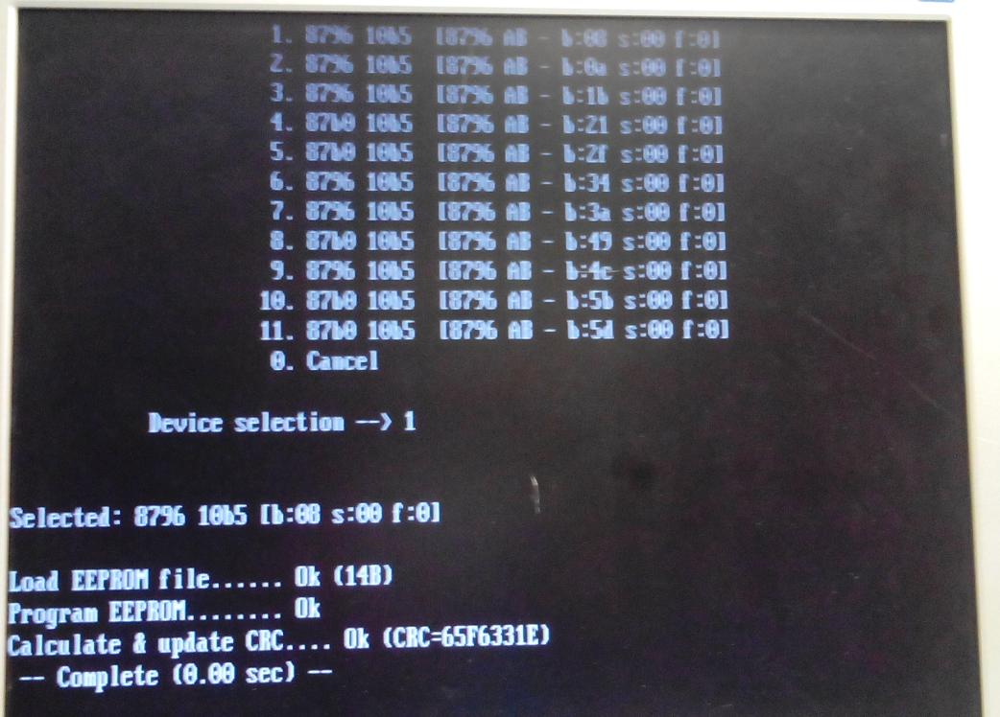 1. 8796 10b5 [8796 AB - b:08 s:00 f:0]
2. 8796 10b5 [8796 AB - b:0a s:00 f:0]
3. 8796 10b5 [8796 AB - b:1b s:00 f:0]
4. 87b0 10b5 [8796 AB - b:21 s:00 f:0]
5. 87b0 10b5 [8796 AB - b:2f s:00 f:0]
6. 8796 10b5 [8796 AB - b:34 s:00 f:0]
7. 8796 10b5 [8796 AB - b:3a s:00 f:0]
8. 87b0 10b5 [8796 AB - b:49 s:00 f:0]
9. 8796 10b5 [8796 AB - b:4c s:00 f:0]
10. 87b0 10b5 [8796 AB - b:5b s:00 f:0]
11. 87b0 10b5 [8796 AB - b:5d s:00 f:0]
0. Cancel
Device selection --> 1
Selected: 8796 10b5 [b:08 s:00 f:0]
Load EEPROM file...... Ok (14B)
Program EEPROM........ Ok
Calculate & update CRC.... Ok (CRC=65F6331E)
-- Complete (0.00 sec) --